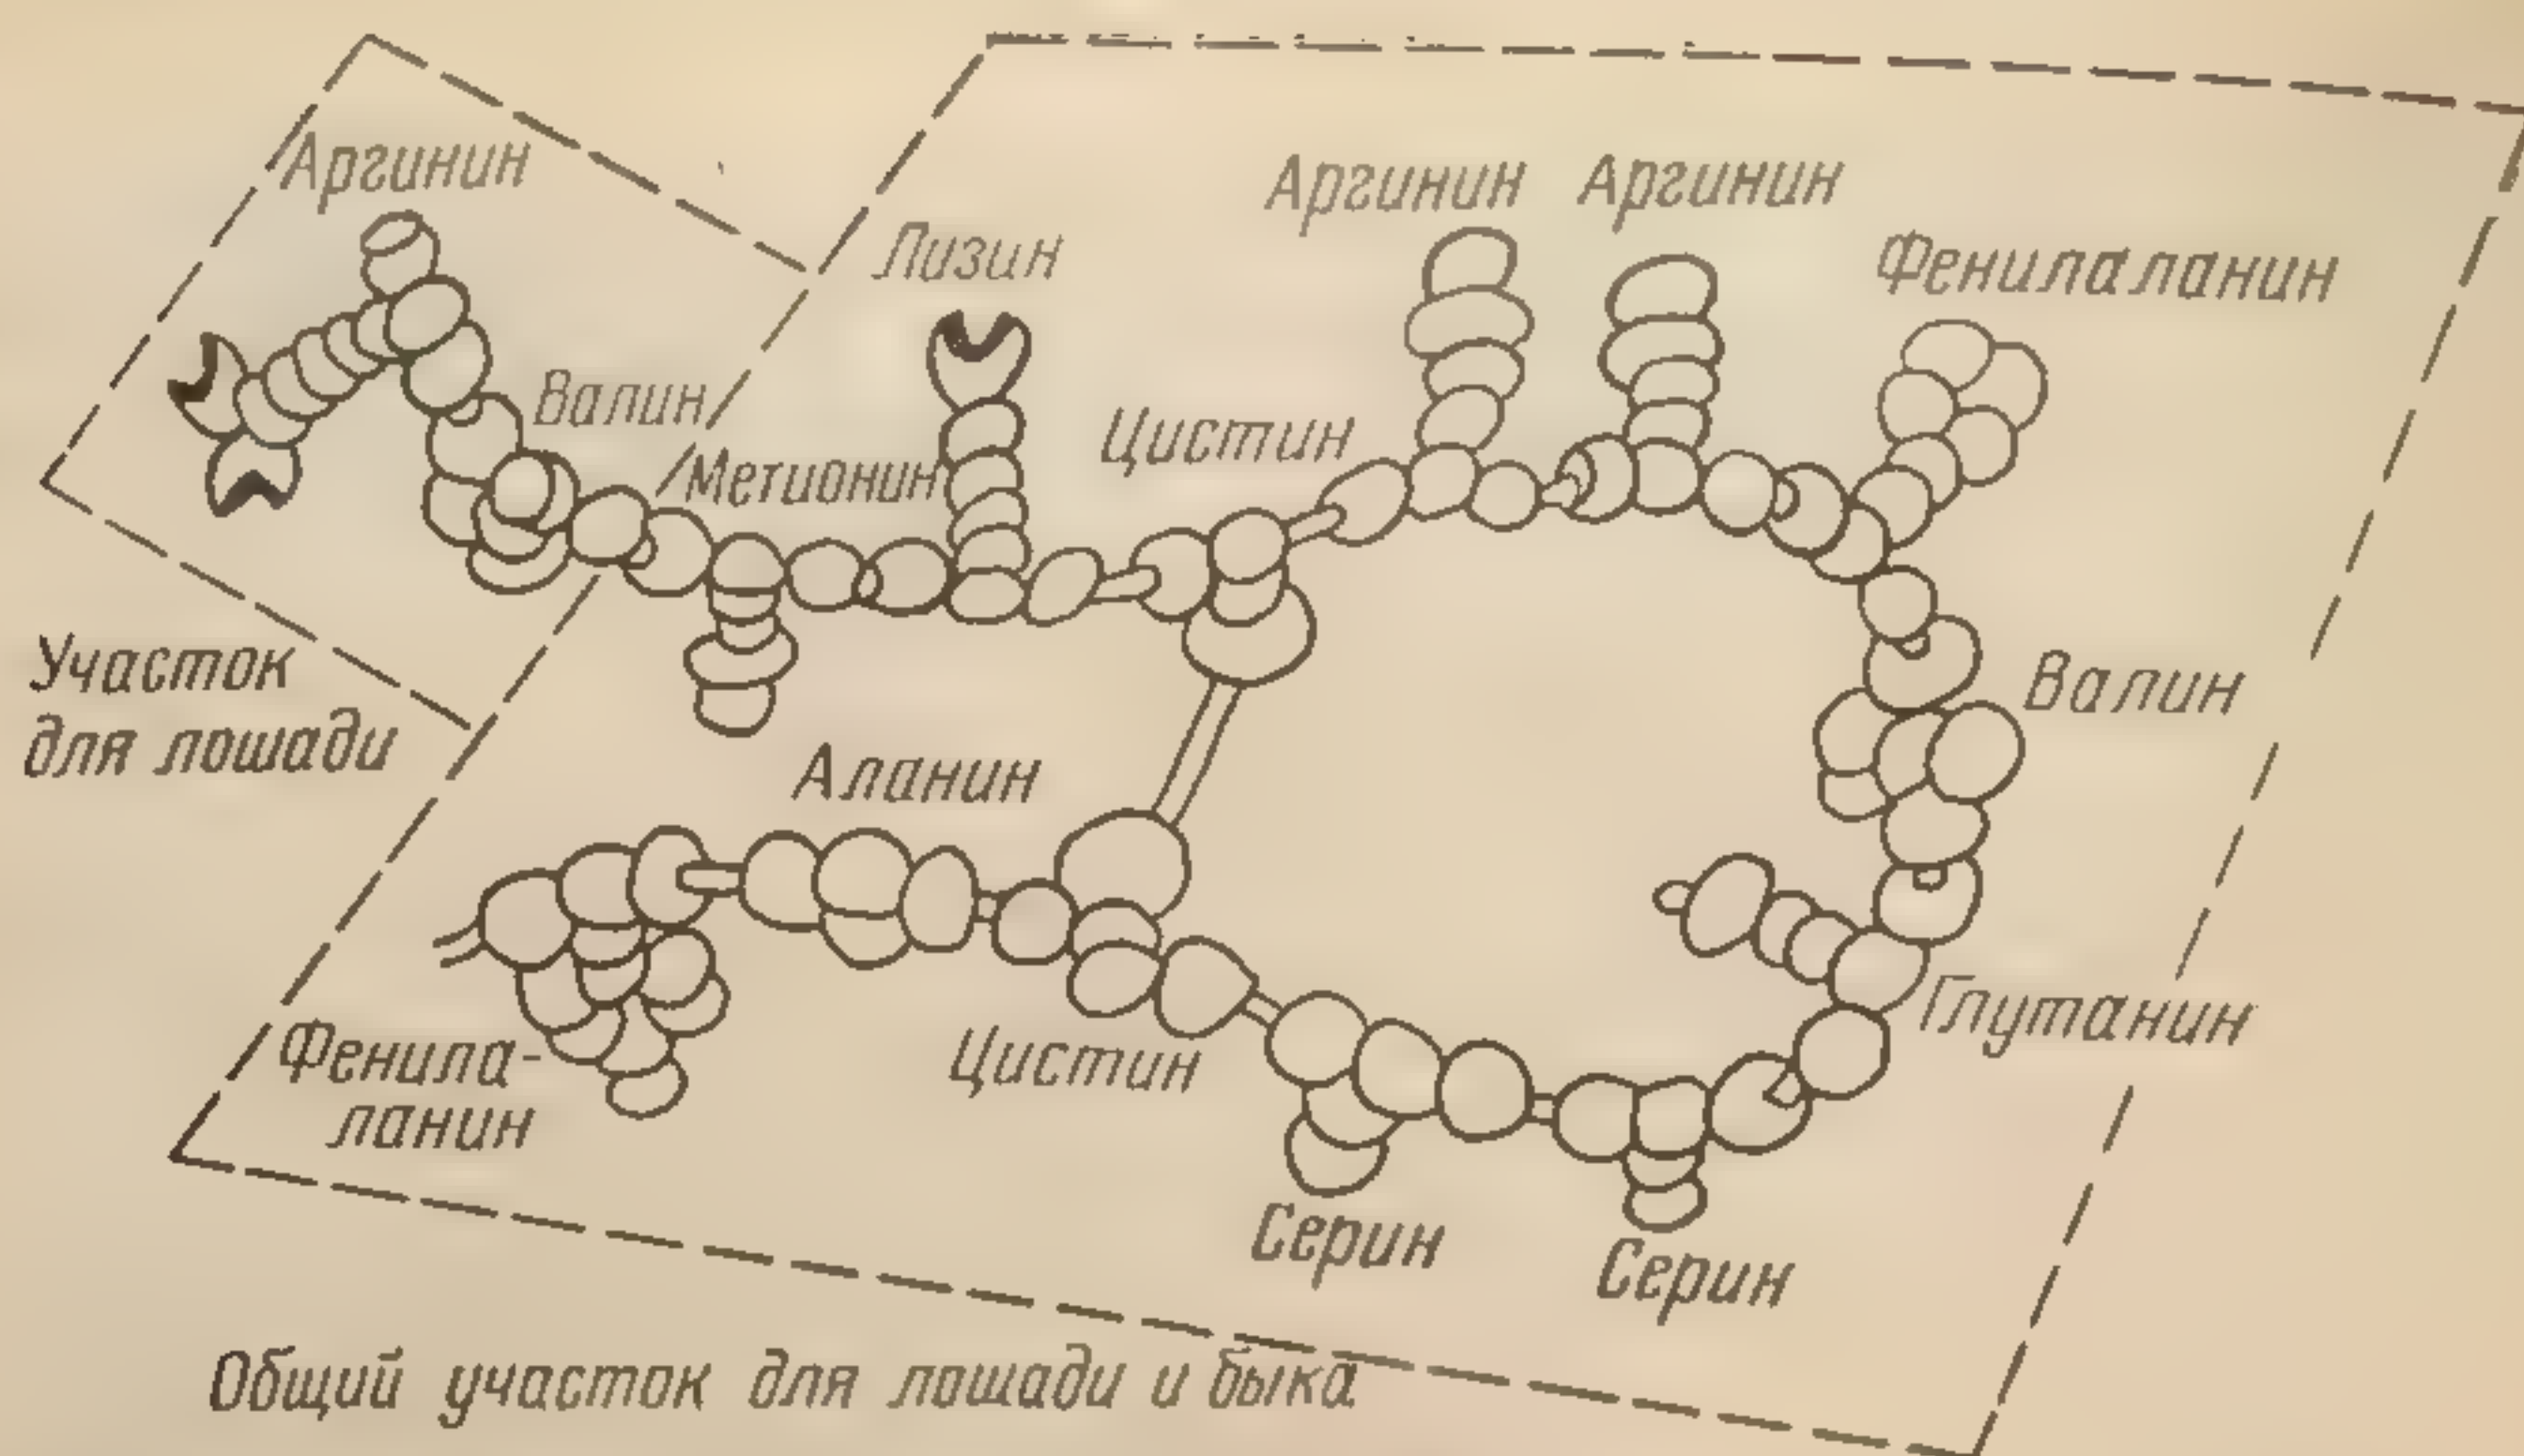 Аргинин
Валин
Участок
для лошади
Метионин
Лизин
Цистин
Аргинин
Аргинин
Фенилаланин
Валин
Глутанин
Серин
Серин
Цистин
Аланин
Фенила-
ланин
Общий участок для лошади и быка